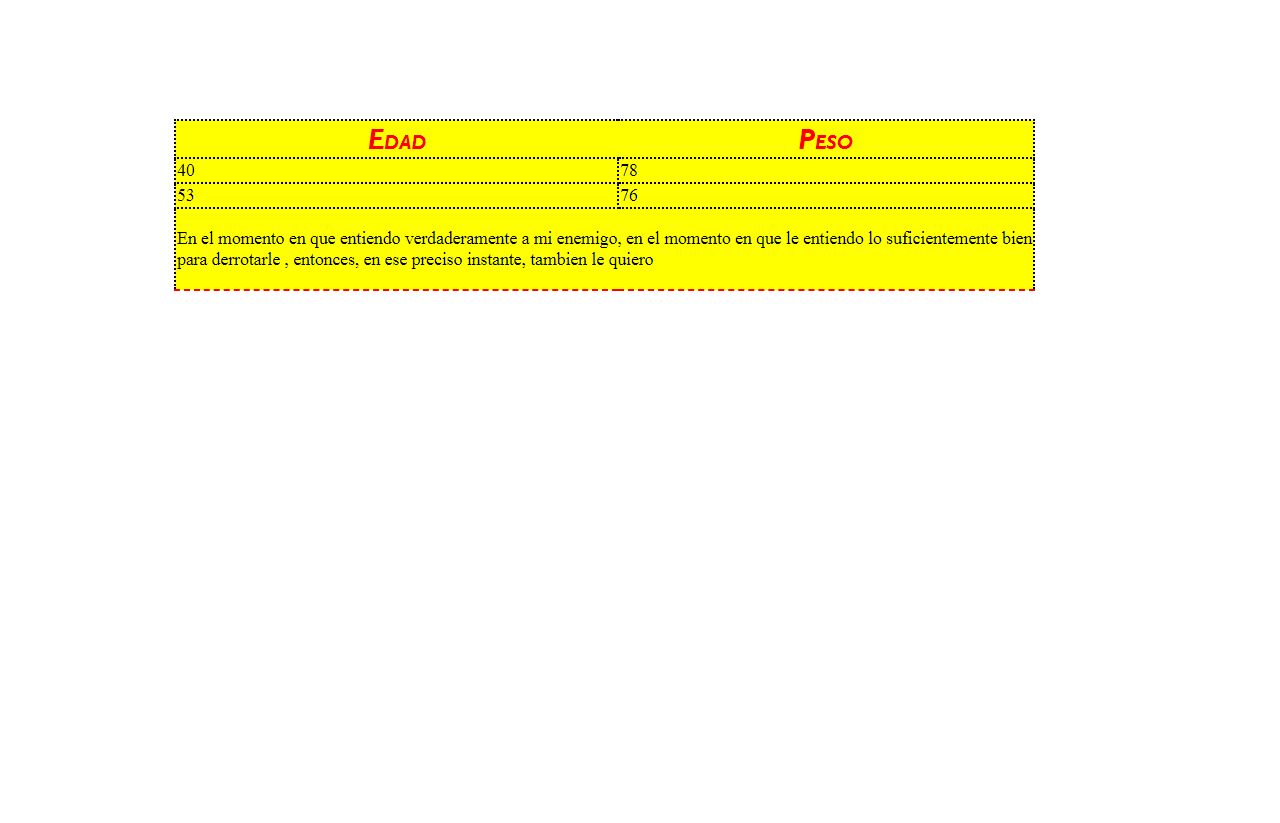 Edad Peso
40 78
53 76
En el momento en que entiendo verdaderamente a mi enemigo, en el momento en que le entiendo lo suficientemente bien
para derrotarle , entonces, en ese preciso instante, tambien le quiero